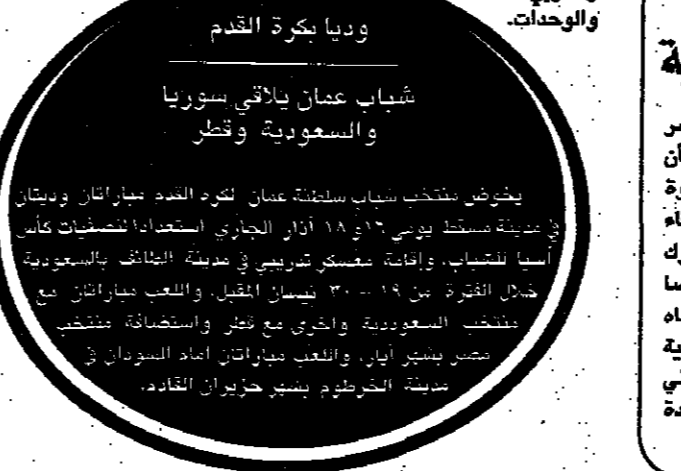 والوحدات.
وديا بكرة القدم
شباب عمان يلاقي سوريا
والسعودية وقطر
يخوض منتخب شباب سلطنة عمان لكرة القدم مباراتان وديتان
في مدينة مسقط يومي ١٦ و ١٨ آذار الجاري استعدادا لتصفيات كأس
آسيا للشباب، وإقامة معسكر تدريبي في مدينة الطائف بالسعودية
خلال الفترة من ١٩ - ٣٠ نيسان المقبل، واللعب مباراتان مع
منتخب السعودية واخرى مع قطر واستضافة منتخب
مصر بشهر أيار، واللعب مباراتان امام السودان في
مدينة الخرطوم بشهر حزيران القادم.